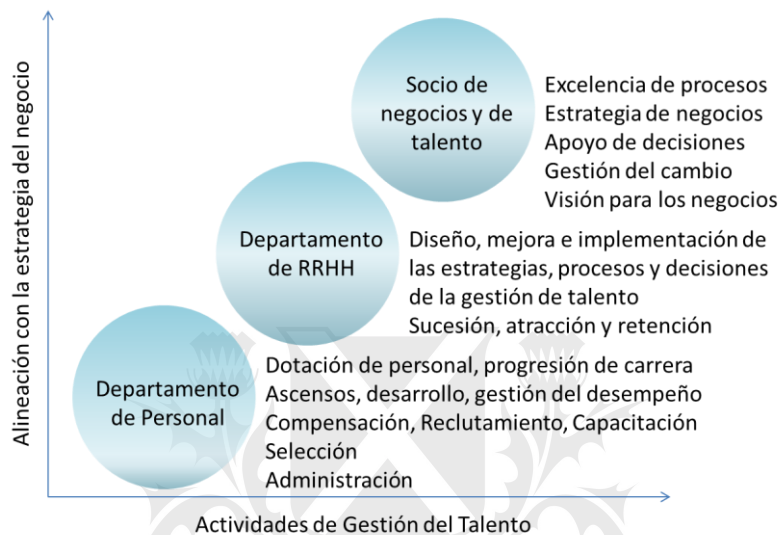 Alineación con la estrategia del negocio
Socio de
negocios y de
talento
Excelencia de procesos
Estrategia de negocios
Apoyo de decisiones
Gestión del cambio
Visión para los negocios
Departamento
de RRHH
Diseño, mejora e implementación de
las estrategias, procesos y decisiones
de la gestión de talento
Sucesión, atracción y retención
Departamento
de Personal
Dotación de personal, progresión de carrera
Ascensos, desarrollo, gestión del desempeño
Compensación, Reclutamiento, Capacitación
Selección
Administración
Actividades de Gestión del Talento